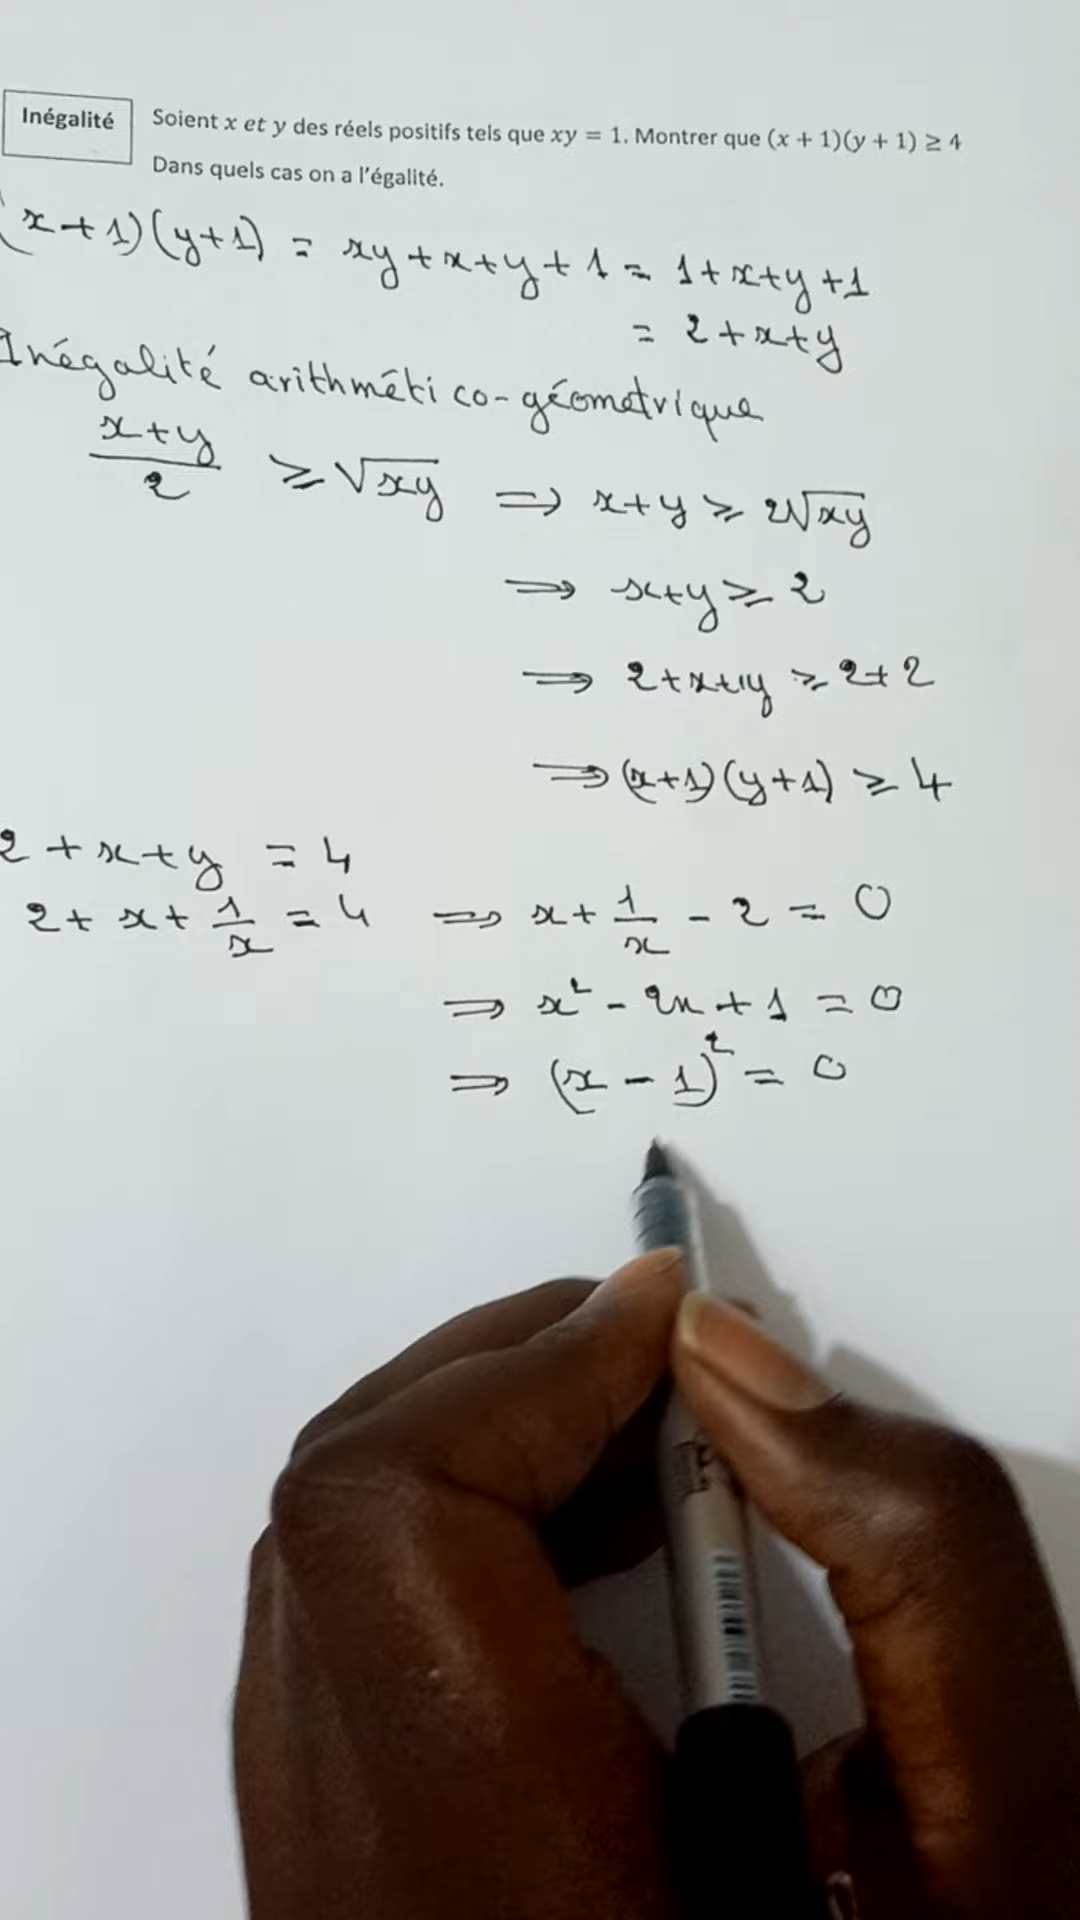 Inégalité
Soient x et y des réels positifs tels que xy = 1. Montrer que (x + 1)(y + 1) ≥ 4
Dans quels cas on a l'égalité.
(x+1)(y+1) = xy+x+y+1 = 1+x+y+1
= 2+x+y
Inégalité arithmético-géométrique
x+y/2 ≥ √xy ⇒ x+y ≥ 2√xy
⇒ x+y ≥ 2
⇒ 2+x+y ≥ 2+2
⇒ (x+1)(y+1) ≥ 4
2+x+y = 4
2+x+1/x = 4 ⇒ x+1/x - 2 = 0
⇒ x² - 2x + 1 = 0
⇒ (x - 1)² = 0